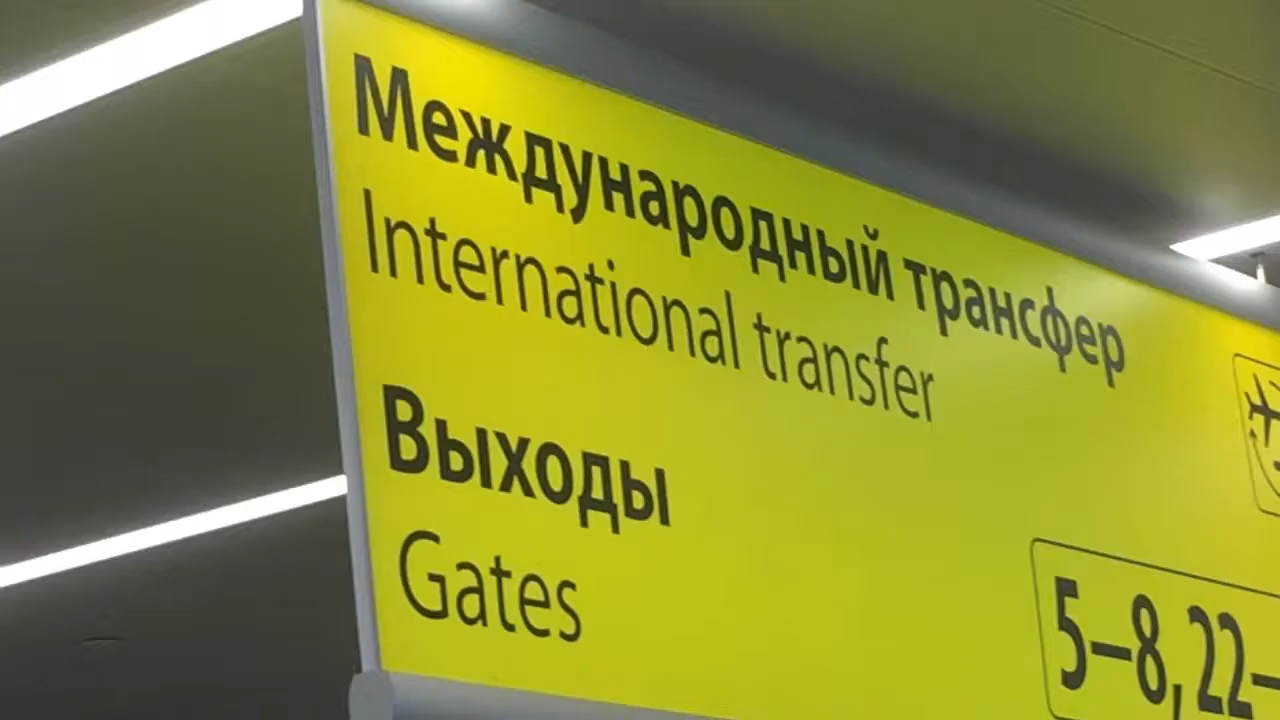 Международный трансфер
International transfer
Выходы
Gates
5–8, 22–